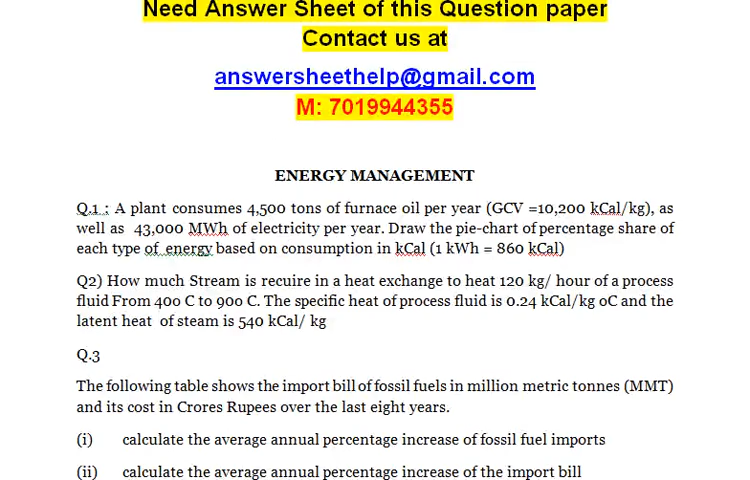 Need Answer Sheet of this Question paper
Contact us at
answersheethelp@gmail.com
M: 7019944355
ENERGY MANAGEMENT
Q.1 : A plant consumes 4,500 tons of furnace oil per year (GCV =10,200 kCal/kg), as
well as 43,000 MWh of electricity per year. Draw the pie-chart of percentage share of
each type of energy based on consumption in kCal (1 kWh = 860 kCal)
Q2) How much Stream is recuire in a heat exchange to heat 120 kg/ hour of a process
fluid From 400 C to 900 C. The specific heat of process fluid is 0.24 kCal/kg oC and the
latent heat of steam is 540 kCal/ kg
Q.3
The following table shows the import bill of fossil fuels in million metric tonnes (MMT)
and its cost in Crores Rupees over the last eight years.
(i) calculate the average annual percentage increase of fossil fuel imports
(ii) calculate the average annual percentage increase of the import bill